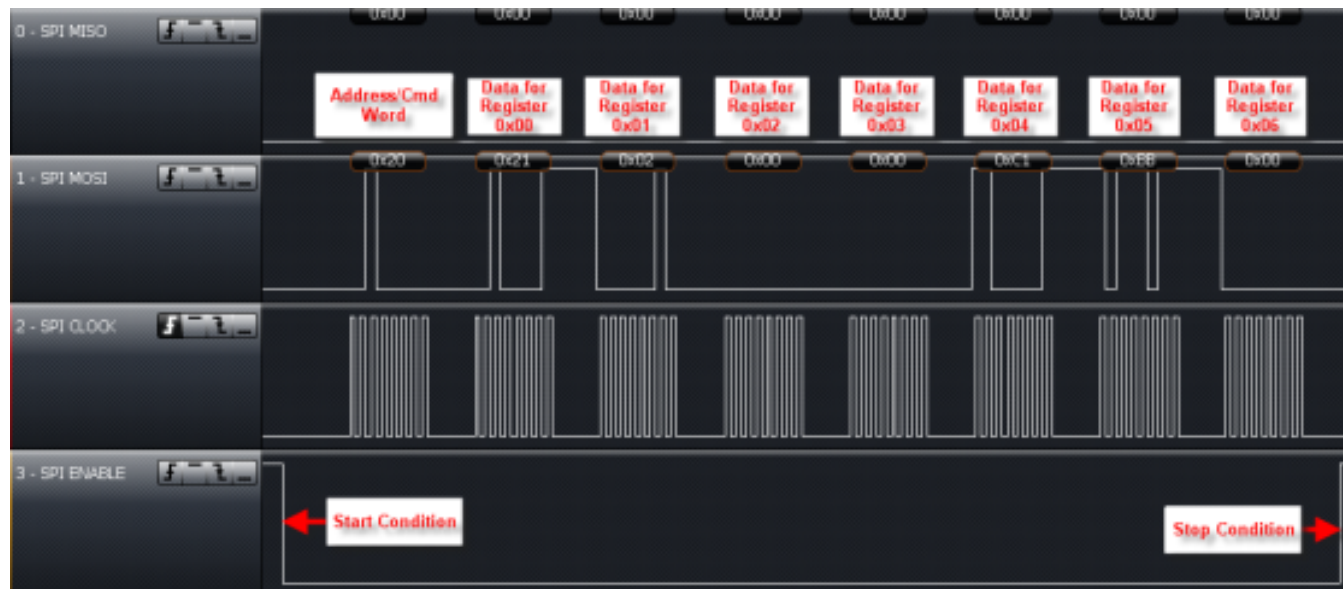 0x00 0x00 0x00 0x00 0x00 0x00 0x00 0x00
0 - SPI MISO
Address/Cmd
Word
Data for
Register
0x00
Data for
Register
0x01
Data for
Register
0x02
Data for
Register
0x03
Data for
Register
0x04
Data for
Register
0x05
Data for
Register
0x06
0x20 0x21 0x02 0x00 0x00 0xC1 0xBB 0x00
1 - SPI MOSI
2 - SPI CLOCK
3 - SPI ENABLE
Start Condition
Stop Condition